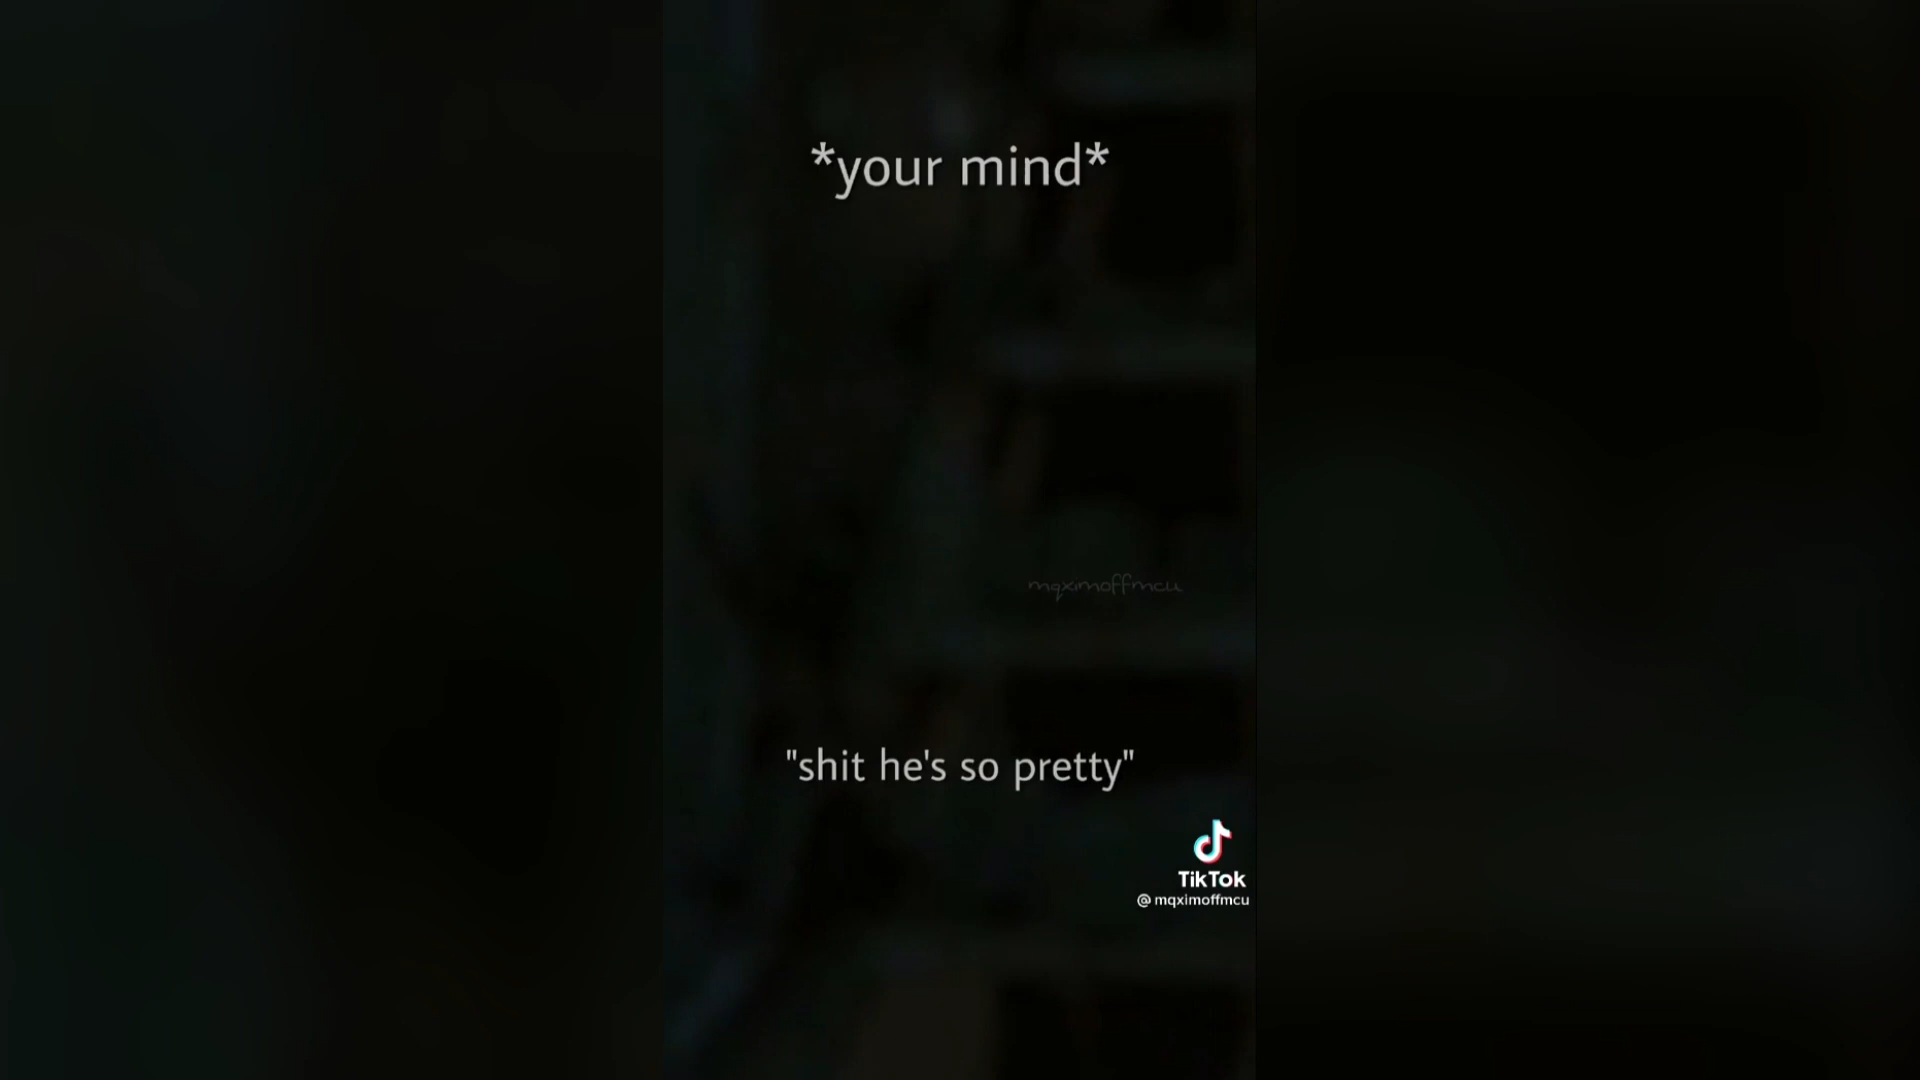 *your mind*
mqximoffmcu
"shit he's so pretty"
TikTok
@mqximoffmcu